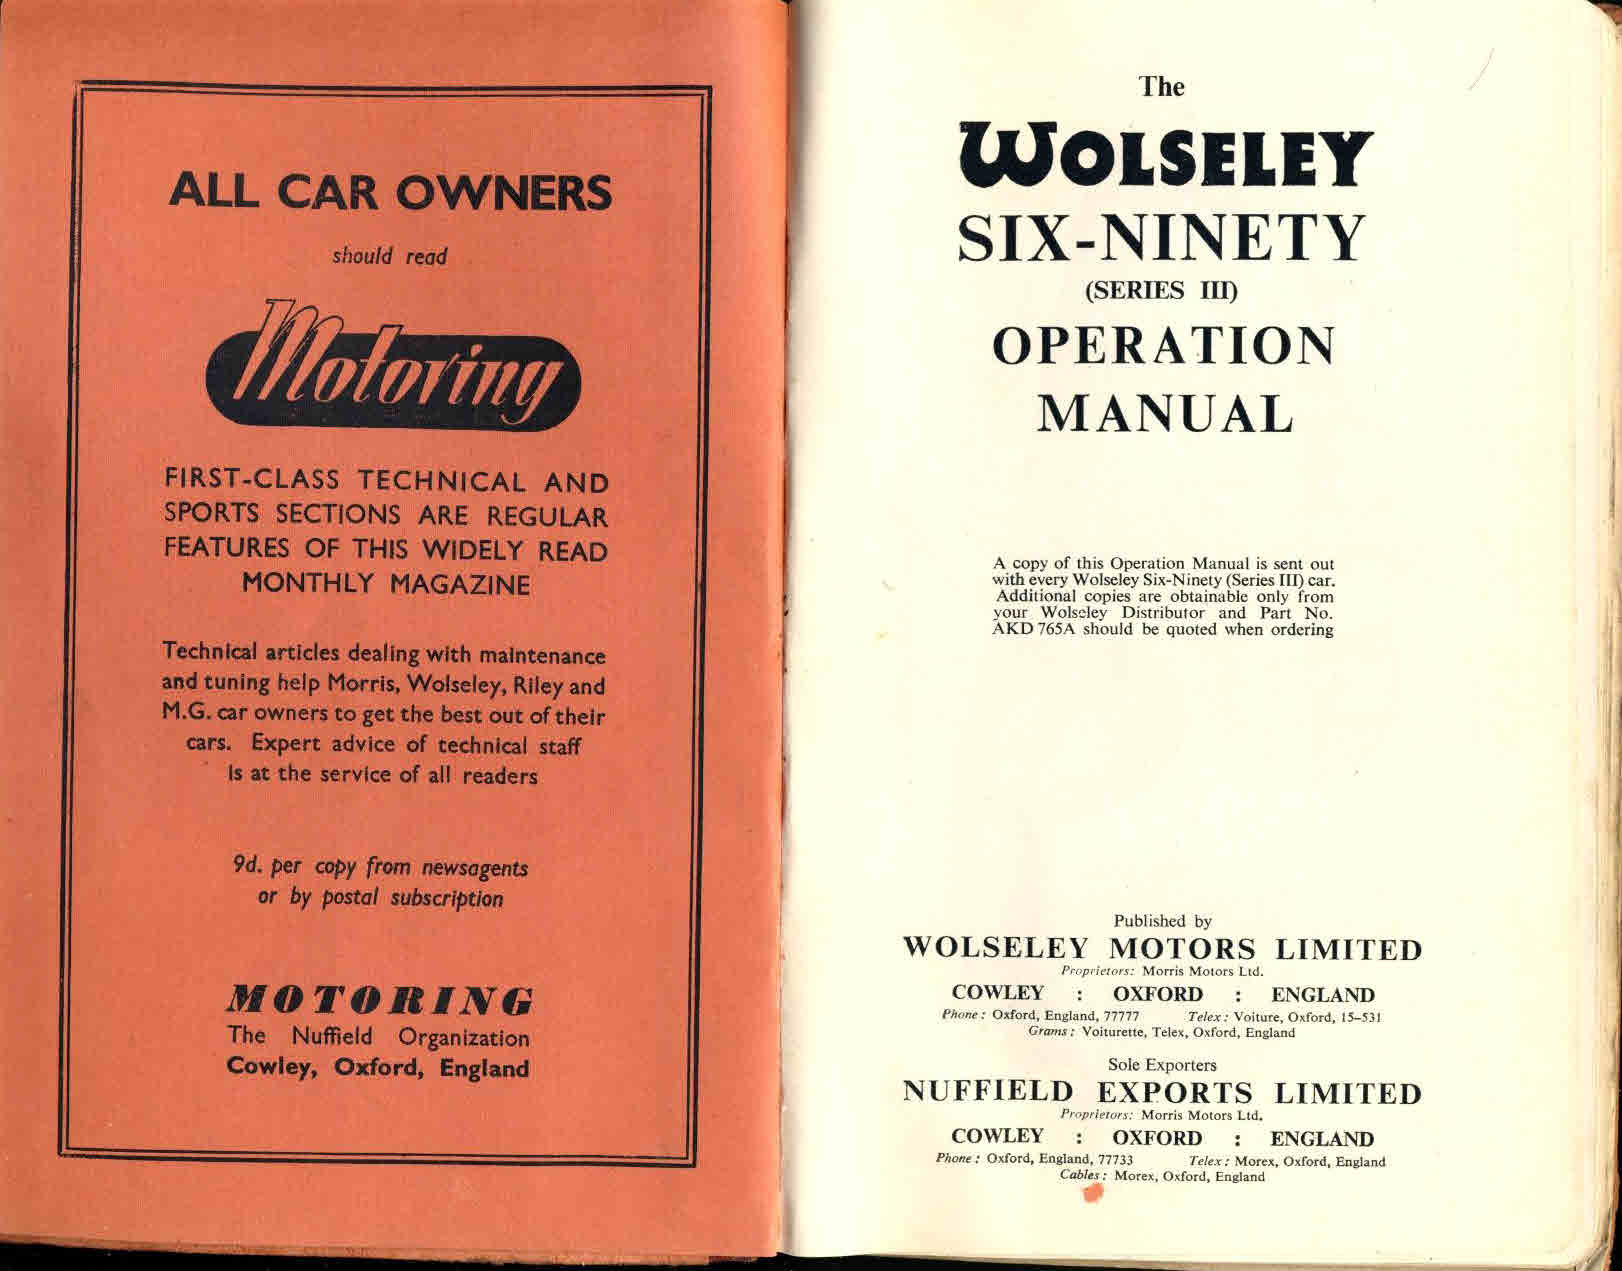 ALL CAR OWNERS
should read
Motoring
FIRST-CLASS TECHNICAL AND
SPORTS SECTIONS ARE REGULAR
FEATURES OF THIS WIDELY READ
MONTHLY MAGAZINE
Technical articles dealing with maintenance
and tuning help Morris, Wolseley, Riley and
M.G. car owners to get the best out of their
cars. Expert advice of technical staff
is at the service of all readers
9d. per copy from newsagents
or by postal subscription
MOTORING
The Nuffield Organization
Cowley, Oxford, England
The
WOLSELEY
SIX-NINETY
(SERIES III)
OPERATION
MANUAL
A copy of this Operation Manual is sent out
with every Wolseley Six-Ninety (Series III) car.
Additional copies are obtainable only from
your Wolseley Distributor and Part No.
AKD 765A should be quoted when ordering
Published by
WOLSELEY MOTORS LIMITED
Proprietors: Morris Motors Ltd.
COWLEY : OXFORD : ENGLAND
Phone: Oxford, England, 77777 Telex: Voiture, Oxford, 15–531
Grams: Voiturette, Telex, Oxford, England
Sole Exporters
NUFFIELD EXPORTS LIMITED
Proprietors: Morris Motors Ltd.
COWLEY : OXFORD : ENGLAND
Phone: Oxford, England, 77733 Telex: Morex, Oxford, England
Cables: Morex, Oxford, England